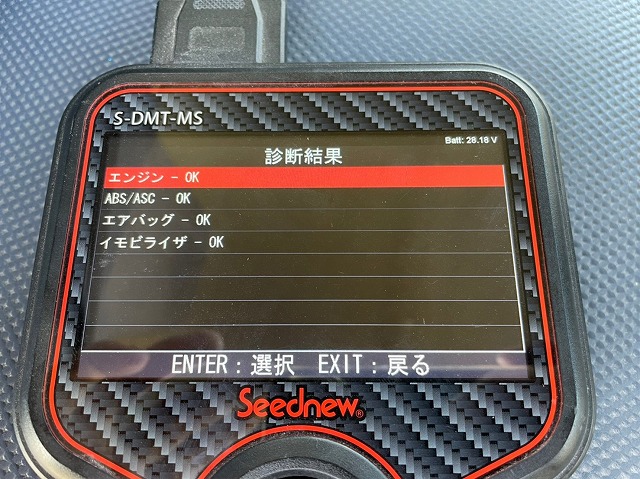 S-DMT-MS
Batt: 28.18 V
診断結果
エンジン - OK
ABS/ASC - OK
エアバッグ - OK
イモビライザ - OK
ENTER：選択 EXIT：戻る
Seednew®